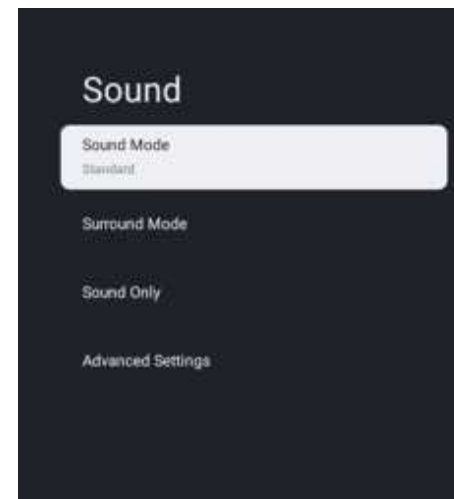 Sound
Sound Mode
Standard
Surround Mode
Sound Only
Advanced Settings